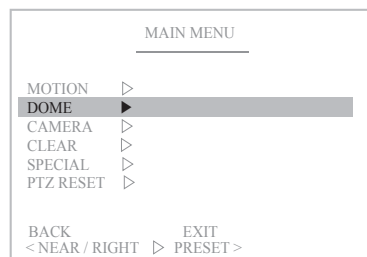 MAIN MENU
MOTION ▷
DOME ▶
CAMERA ▷
CLEAR ▷
SPECIAL ▷
PTZ RESET ▷
BACK EXIT
< NEAR / RIGHT ▷ PRESET >